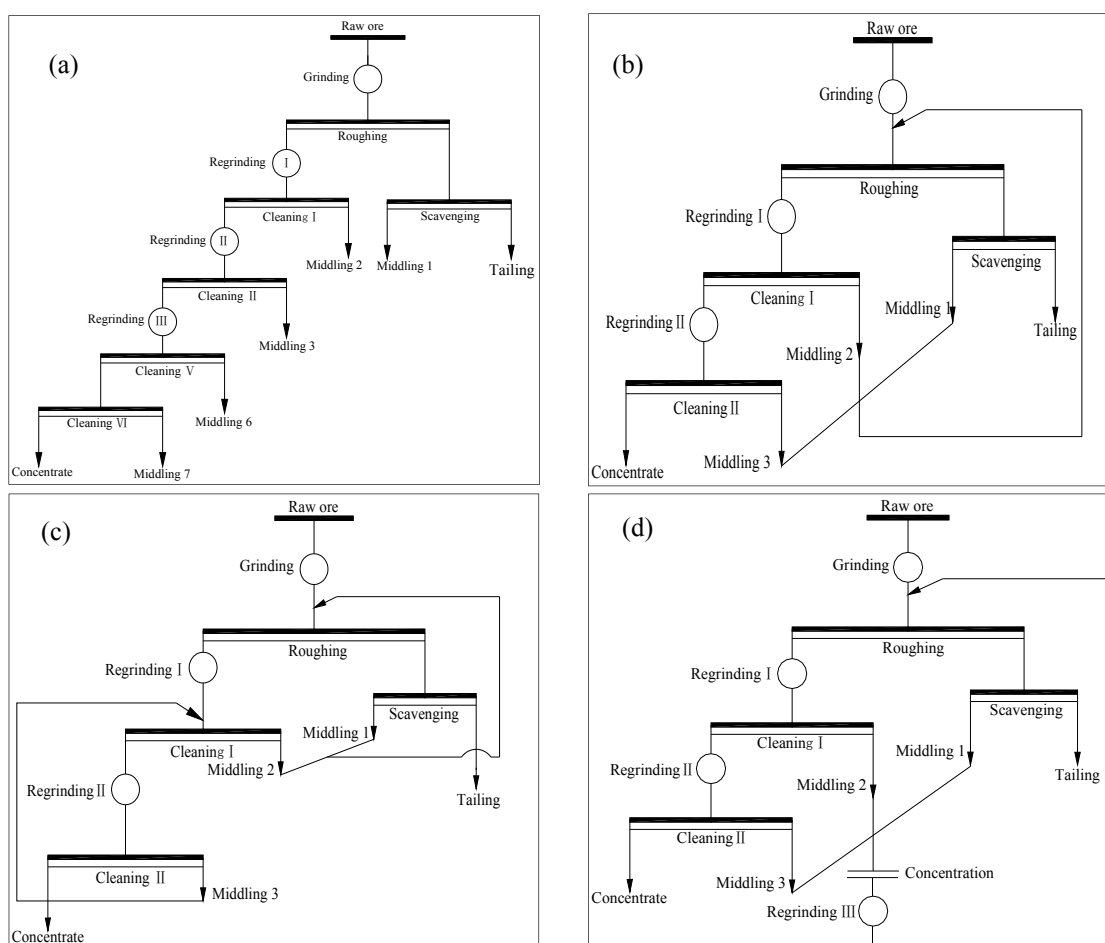 (a)
Raw ore
Grinding
Roughing
Regrinding I
Cleaning I
Scavenging
Regrinding II
Middling 2
Middling 1
Tailing
Cleaning II
Regrinding III
Middling 3
Cleaning V
Middling 6
Cleaning VI
Concentrate
Middling 7
(b)
Raw ore
Grinding
Roughing
Regrinding I
Scavenging
Cleaning I
Middling 1
Regrinding II
Tailing
Middling 2
Cleaning II
Middling 3
Concentrate
(c)
Raw ore
Grinding
Roughing
Regrinding I
Scavenging
Middling 1
Cleaning I
Middling 2
Regrinding II
Tailing
Cleaning II
Middling 3
Concentrate
(d)
Raw ore
Grinding
Roughing
Regrinding I
Scavenging
Cleaning I
Middling 1
Regrinding II
Tailing
Middling 2
Cleaning II
Concentration
Middling 3
Concentrate
Regrinding III